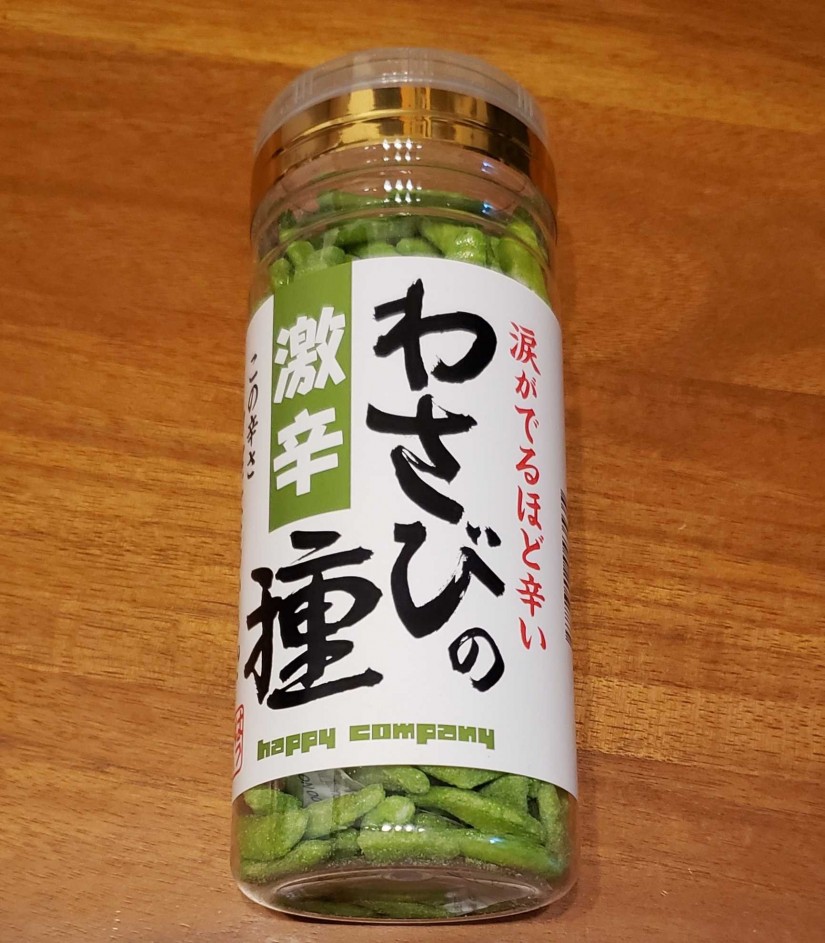 涙がでるほど辛い
わさびの
種
激辛
この辛さ
happy company